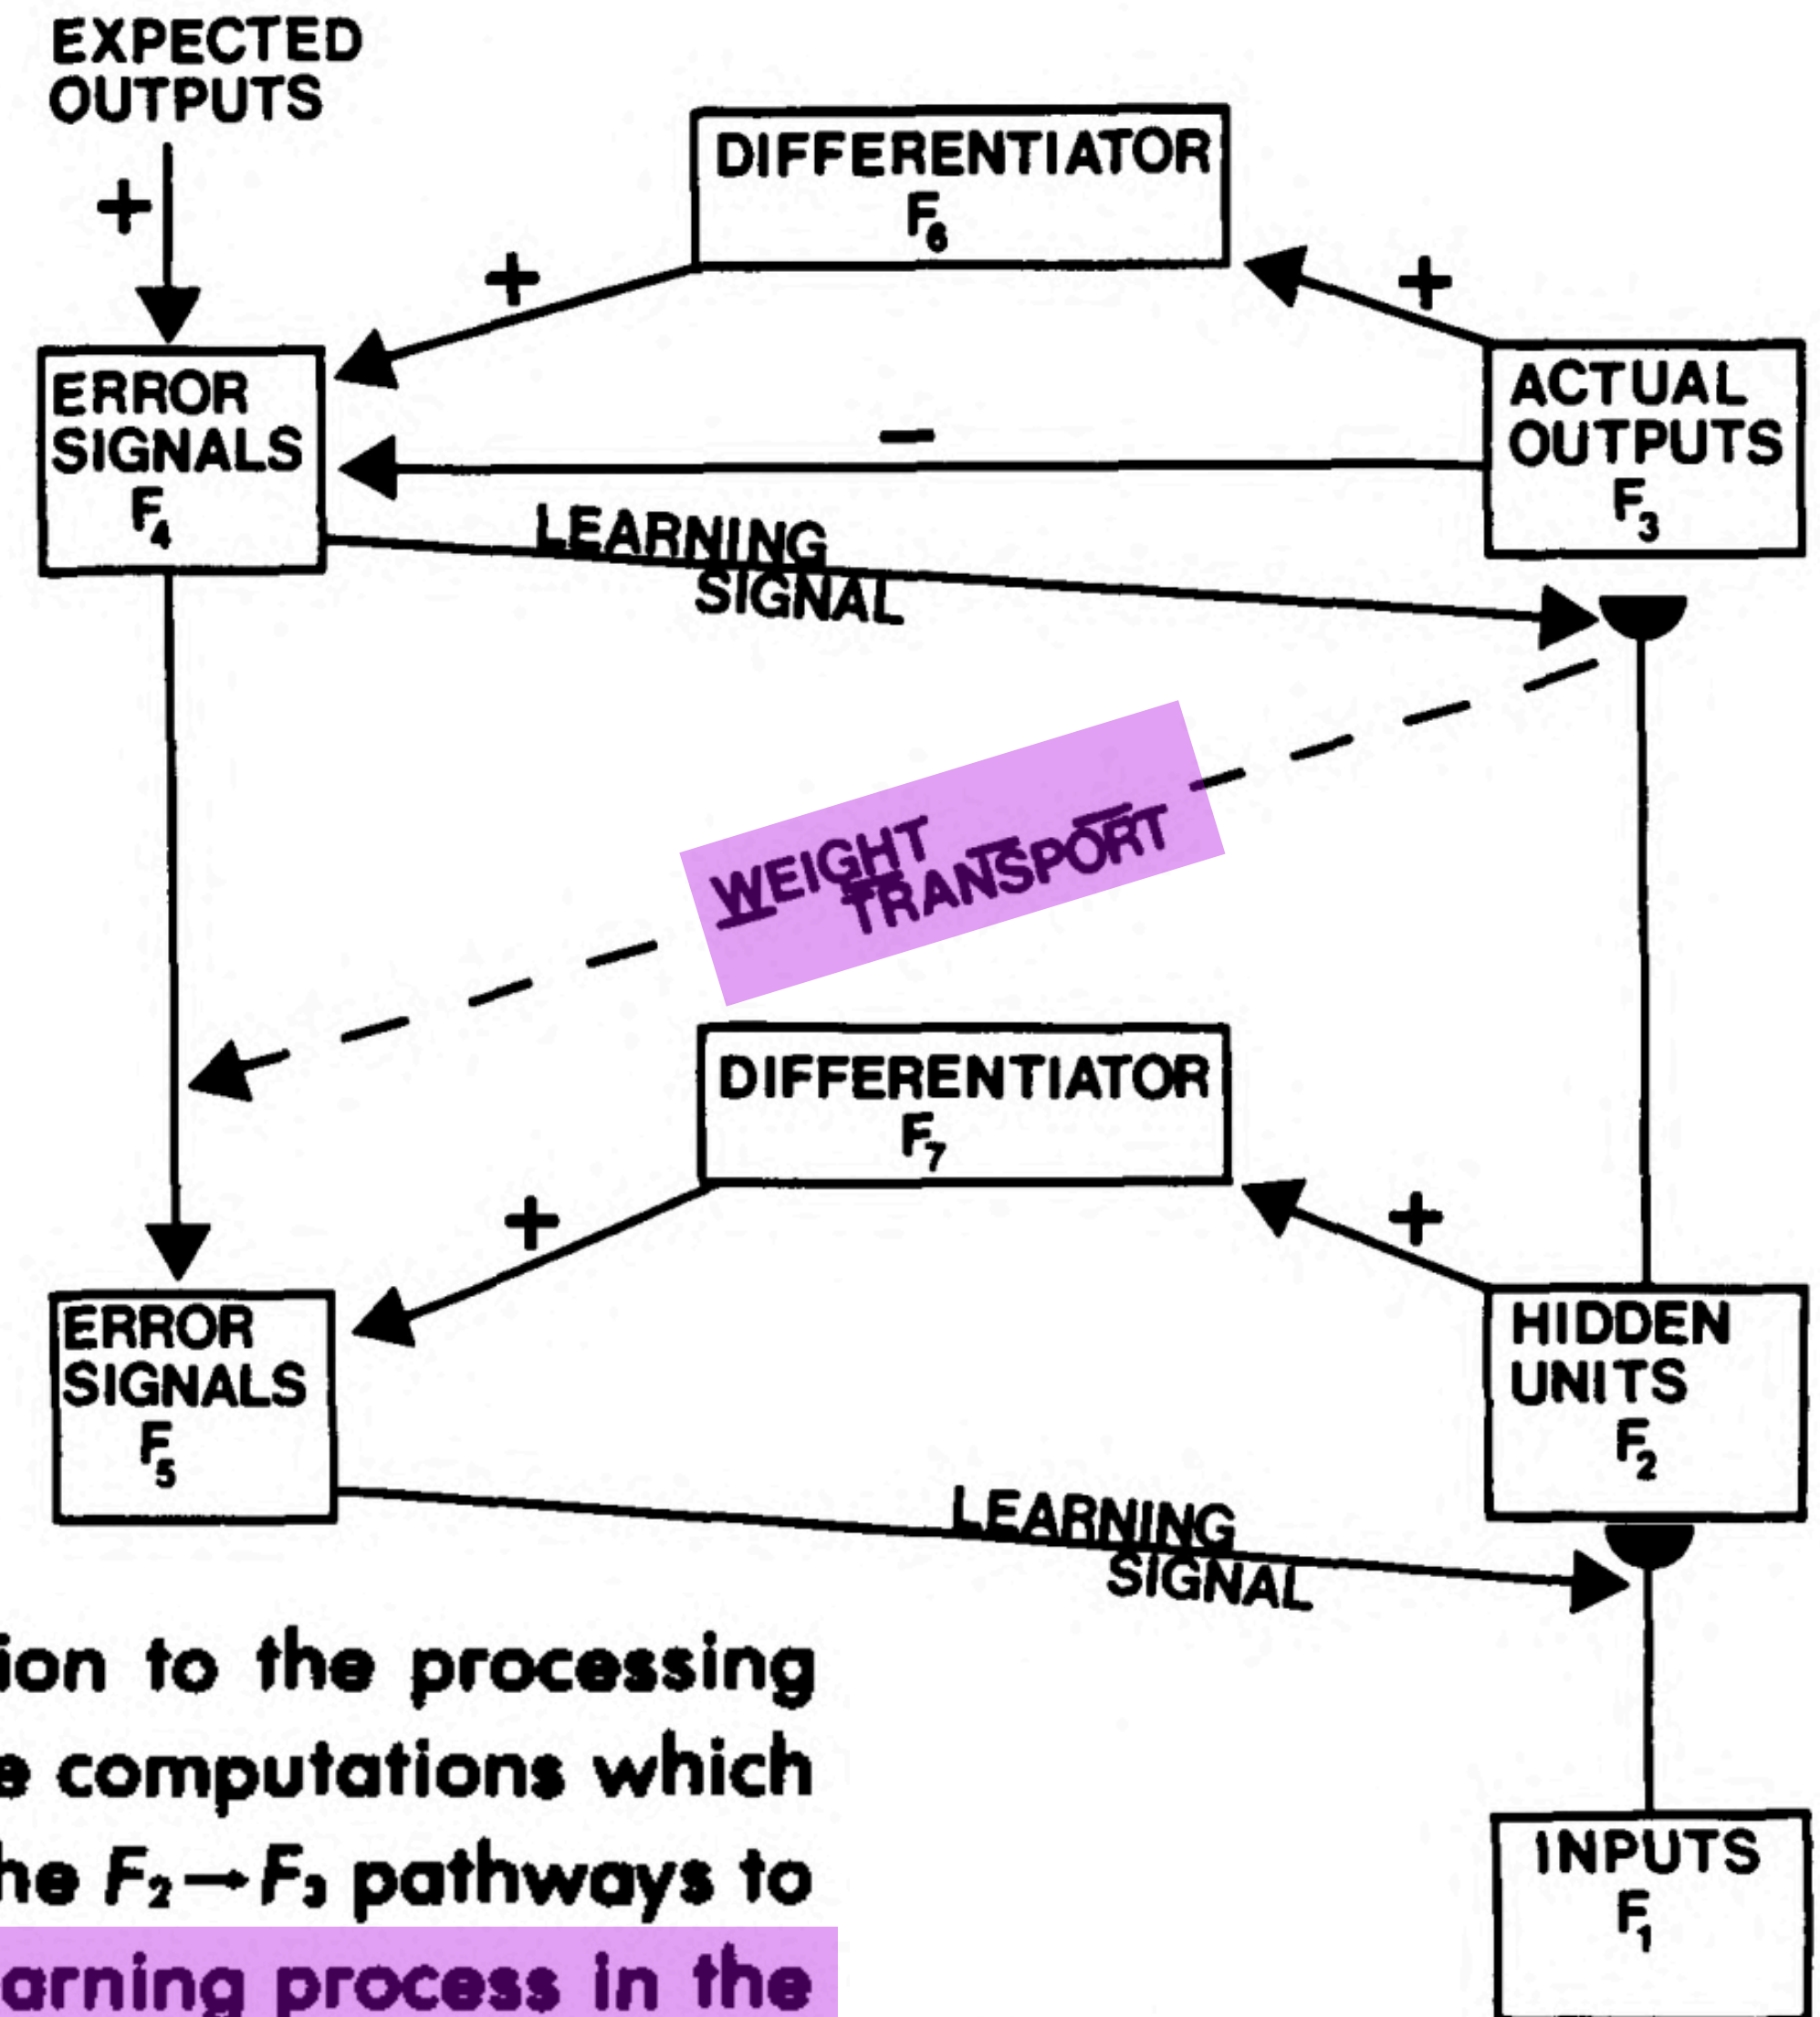 EXPECTED
OUTPUTS
+
DIFFERENTIATOR
F₆
+
+
ERROR
SIGNALS
F₄
−
ACTUAL
OUTPUTS
F₃
LEARNING
SIGNAL
WEIGHT
TRANSPORT
DIFFERENTIATOR
F₇
+
+
ERROR
SIGNALS
F₅
HIDDEN
UNITS
F₂
LEARNING
SIGNAL
ion to the processing
e computations which
he F₂→F₃ pathways to
arning process in the
INPUTS
F₁